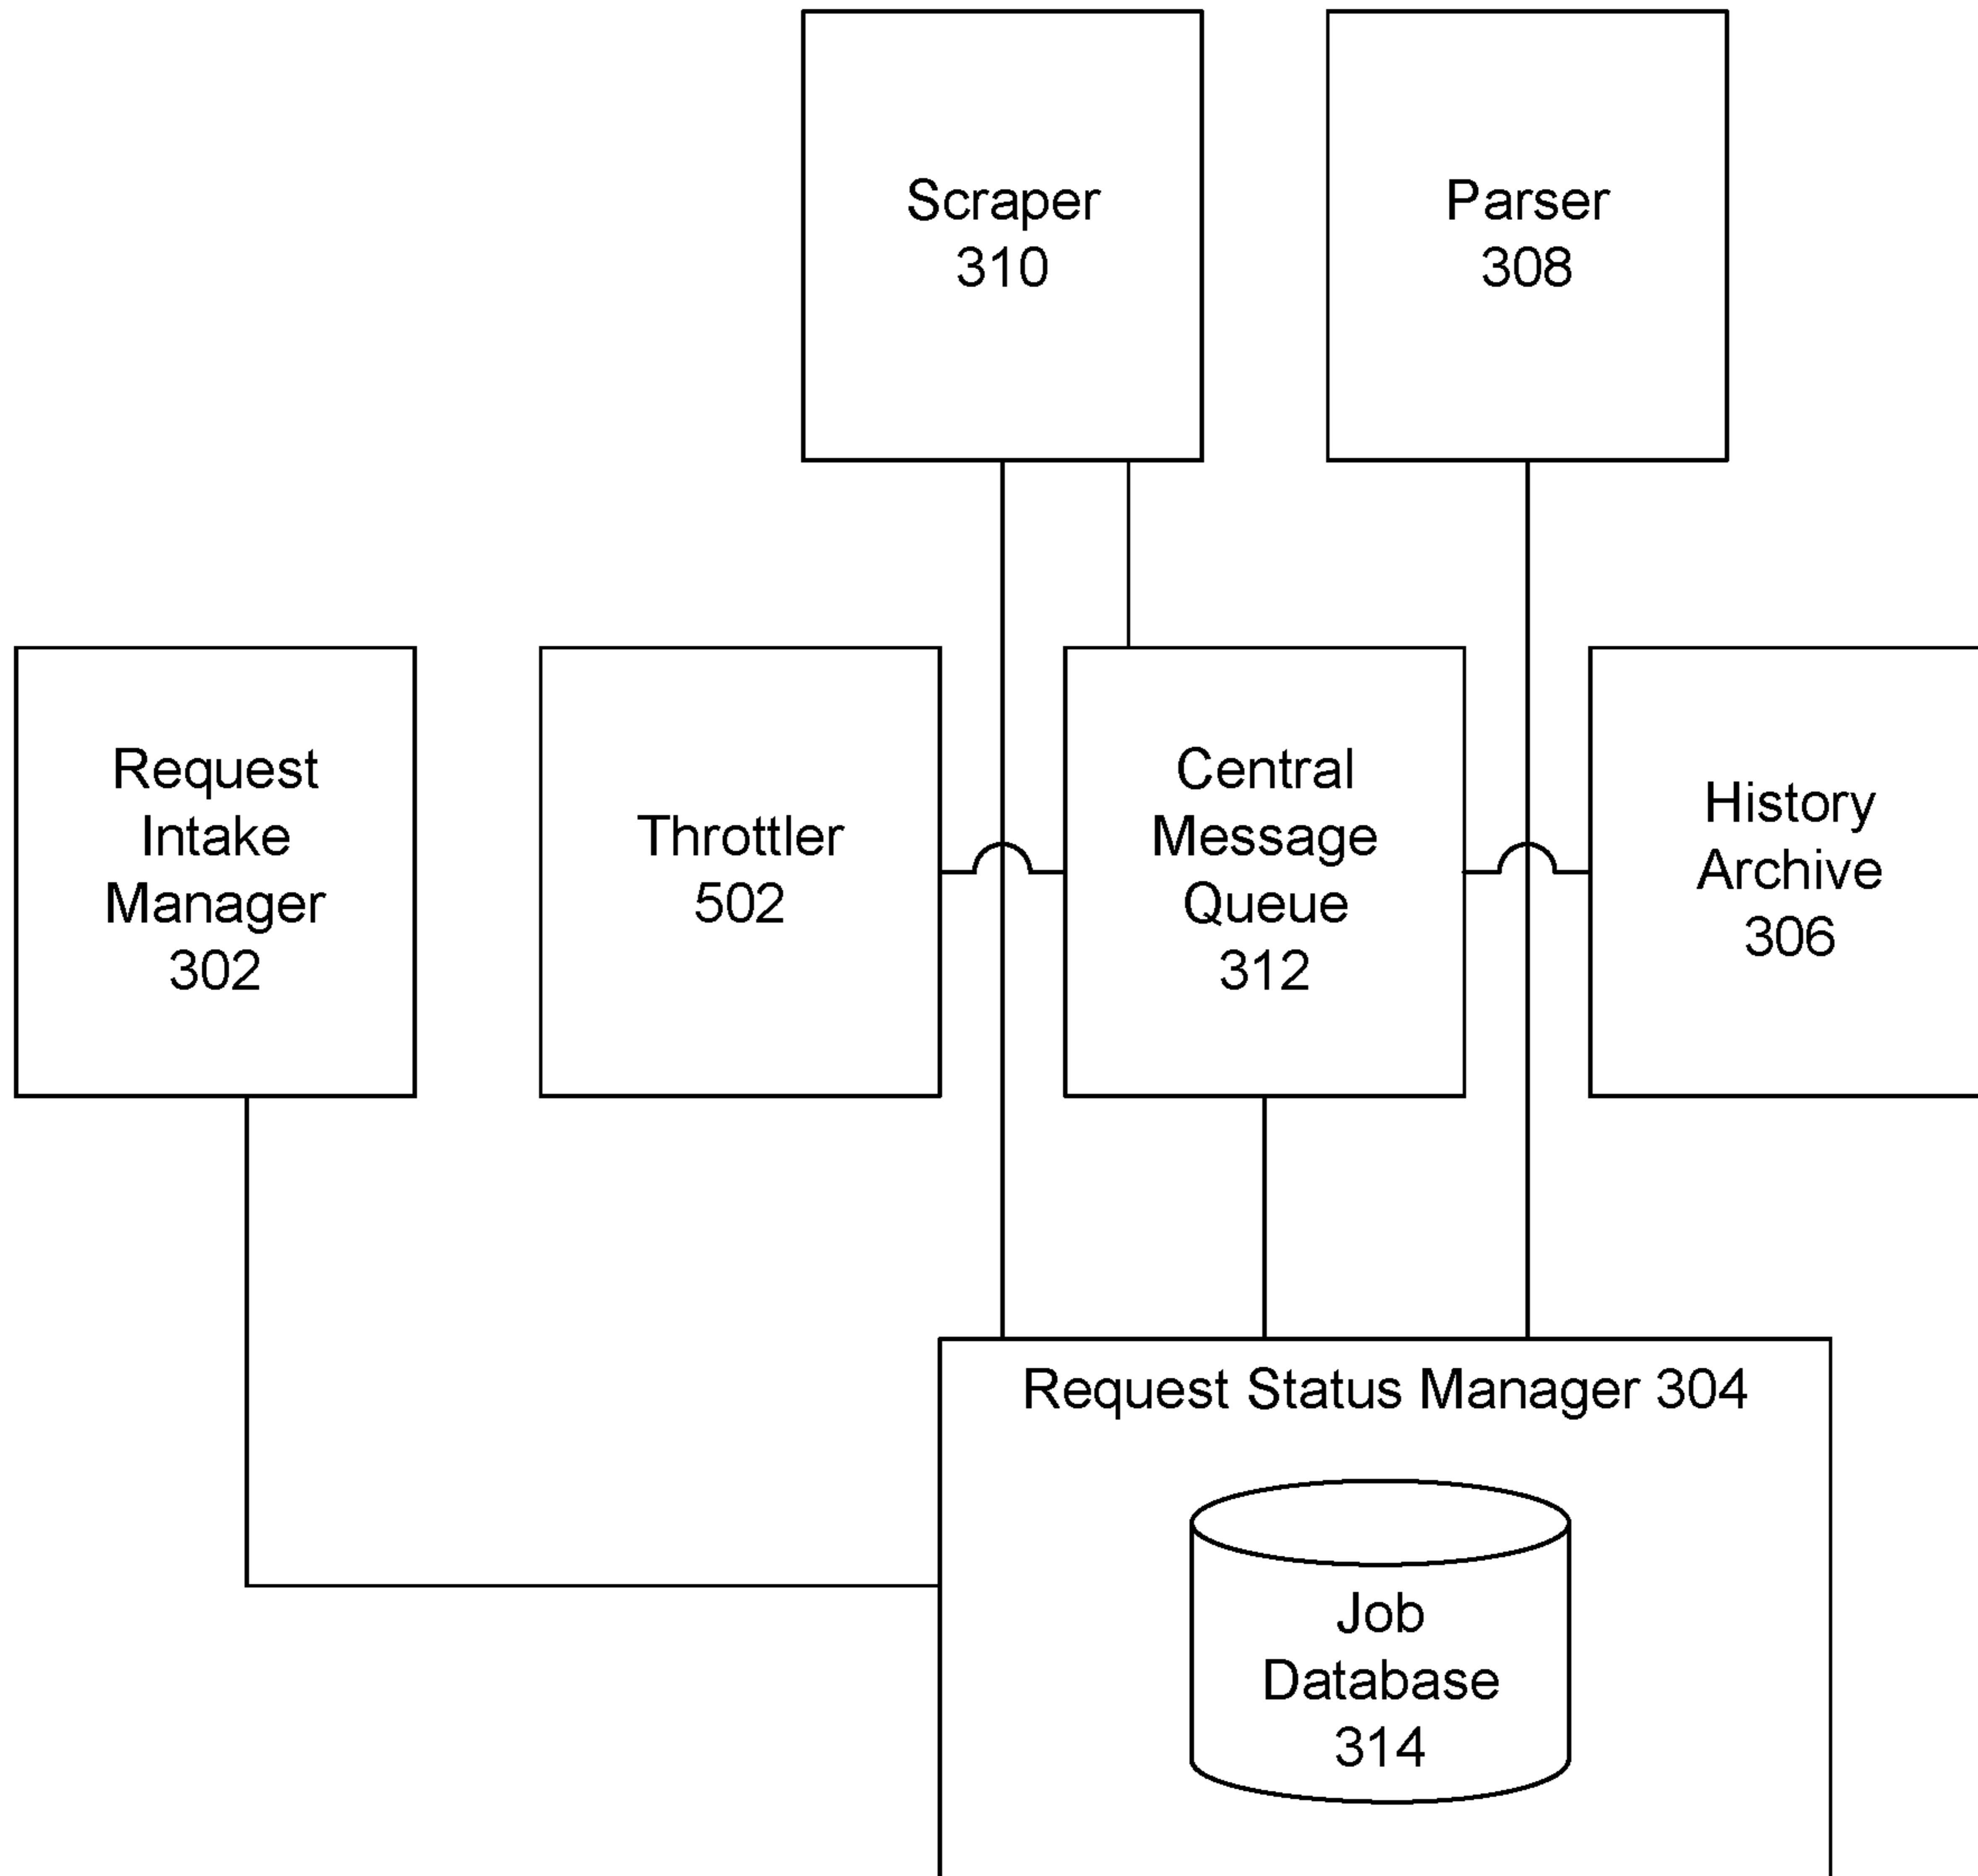 Scraper
310
Parser
308
Request
Intake
Manager
302
Throttler
502
Central
Message
Queue
312
History
Archive
306
Request Status Manager 304
Job
Database
314